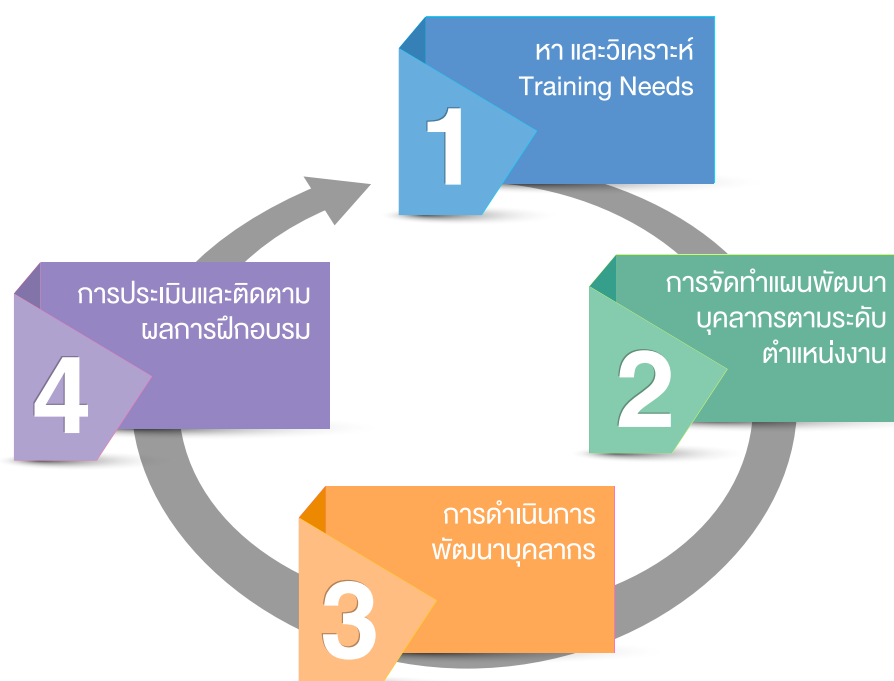 1
หา และวิเคราะห์
Training Needs
2
การจัดทำแผนพัฒนา
บุคลากรตามระดับ
ตำแหน่งงาน
3
การดำเนินการ
พัฒนาบุคลากร
4
การประเมินและติดตาม
ผลการฝึกอบรม